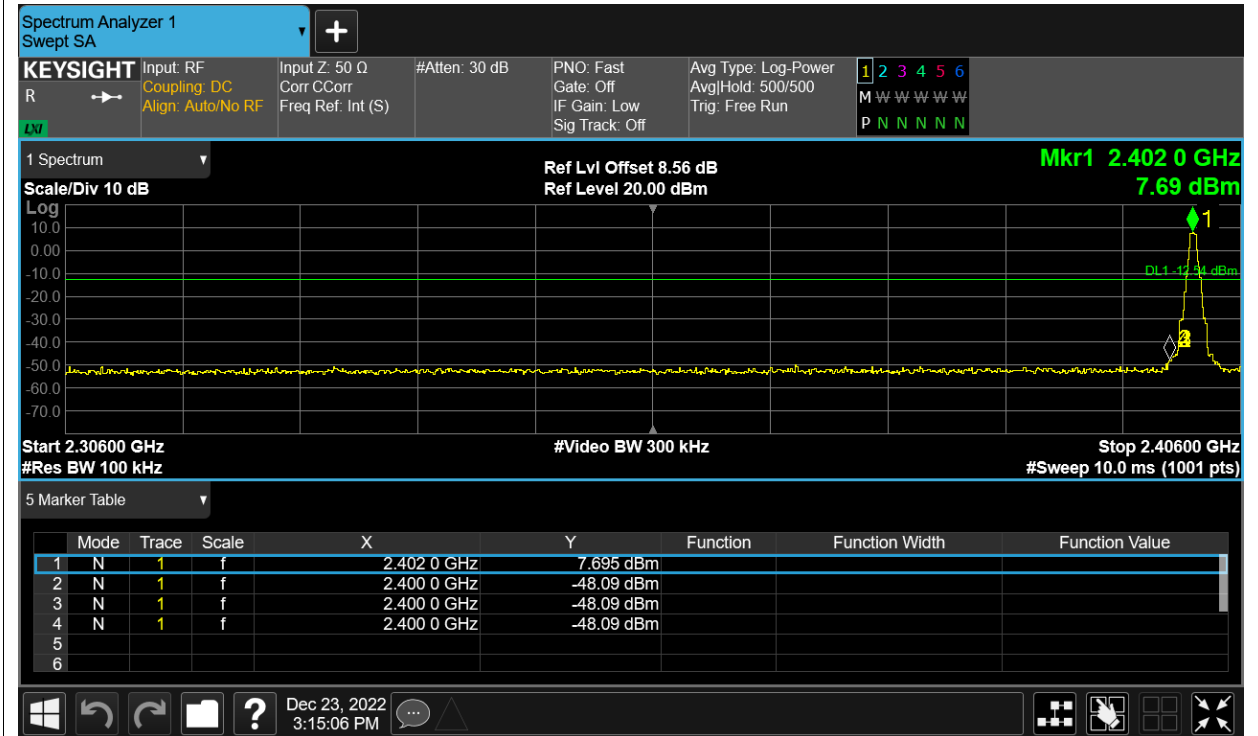 Spectrum Analyzer 1
Swept SA
KEYSIGHT
R
LXI
Input: RF
Coupling: DC
Align: Auto/No RF
Input Z: 50 Ω
Corr CCorr
Freq Ref: Int (S)
#Atten: 30 dB
PNO: Fast
Gate: Off
IF Gain: Low
Sig Track: Off
Avg Type: Log-Power
Avg|Hold: 500/500
Trig: Free Run
1 2 3 4 5 6
M W W W W W
P N N N N N
1 Spectrum
Scale/Div 10 dB
Ref Lvl Offset 8.56 dB
Ref Level 20.00 dBm
Mkr1 2.402 0 GHz
7.69 dBm
Log
10.0
0.00
-10.0
-20.0
-30.0
-40.0
-50.0
-60.0
-70.0
1
DL1 -12.54 dBm
Start 2.30600 GHz
#Video BW 300 kHz
Stop 2.40600 GHz
#Res BW 100 kHz
#Sweep 10.0 ms (1001 pts)
5 Marker Table
Mode Trace Scale X Y Function Function Width Function Value
1 N 1 f 2.402 0 GHz 7.695 dBm
2 N 1 f 2.400 0 GHz -48.09 dBm
3 N 1 f 2.400 0 GHz -48.09 dBm
4 N 1 f 2.400 0 GHz -48.09 dBm
5
6
?
Dec 23, 2022
3:15:06 PM